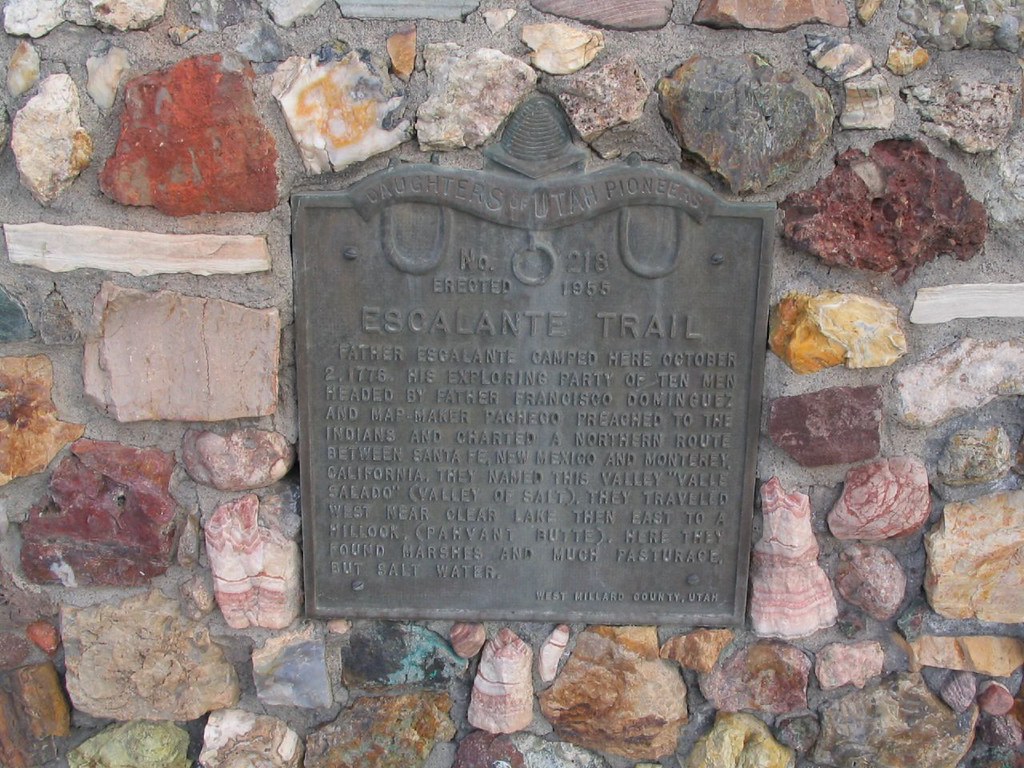 DAUGHTERS OF UTAH PIONEERS
No. 218
ERECTED 1955
ESCALANTE TRAIL
FATHER ESCALANTE CAMPED HERE OCTOBER
2, 1776. HIS EXPLORING PARTY OF TEN MEN
HEADED BY FATHER FRANCISCO DOMINGUEZ
AND MAP-MAKER PACHECO PREACHED TO THE
INDIANS AND CHARTED A NORTHERN ROUTE
BETWEEN SANTA FE, NEW MEXICO AND MONTEREY,
CALIFORNIA. THEY NAMED THIS VALLEY "VALLE
SALADO" (VALLEY OF SALT). THEY TRAVELED
WEST NEAR CLEAR LAKE THEN EAST TO A
HILLOCK, (PAHVANT BUTTE). HERE THEY
FOUND MARSHES AND MUCH PASTURAGE,
BUT SALT WATER.
WEST MILLARD COUNTY, UTAH